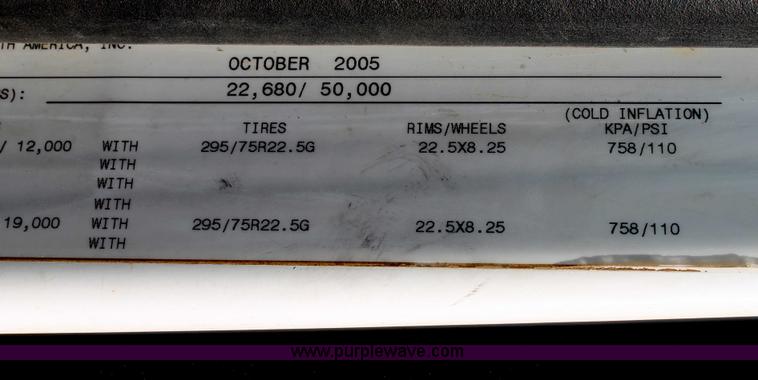 TH AMERICA, INC.
OCTOBER 2005
S): 22,680/ 50,000
(COLD INFLATION)
TIRES RIMS/WHEELS KPA/PSI
/ 12,000 WITH 295/75R22.5G 22.5X8.25 758/110
WITH
WITH
WITH
19,000 WITH 295/75R22.5G 22.5X8.25 758/110
WITH
www.purplewave.com